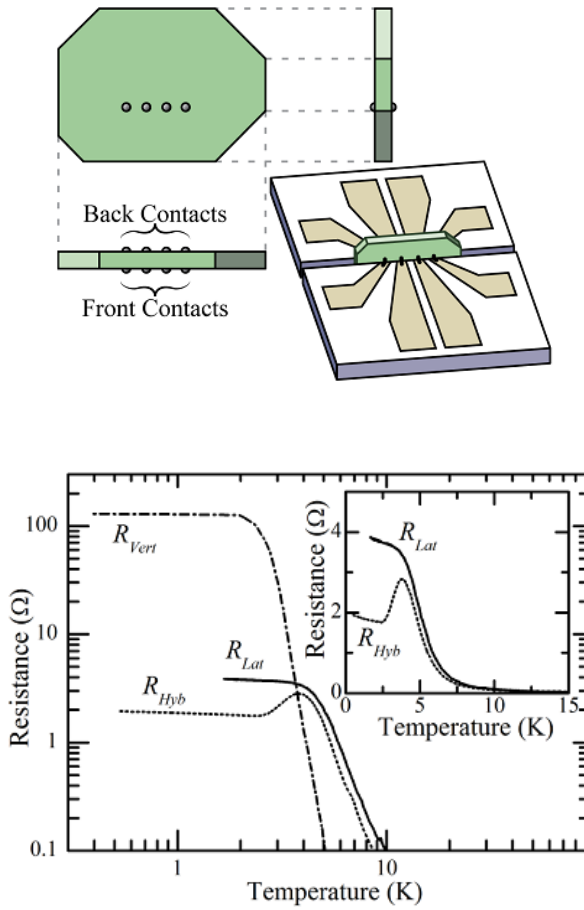 Back Contacts
Front Contacts
100
10
1
0.1
1
10
Resistance (Ω)
Temperature (K)
R_Vert
R_Lat
R_Hyb
4
2
0
0
5
10
15
Resistance (Ω)
Temperature (K)
R_Lat
R_Hyb